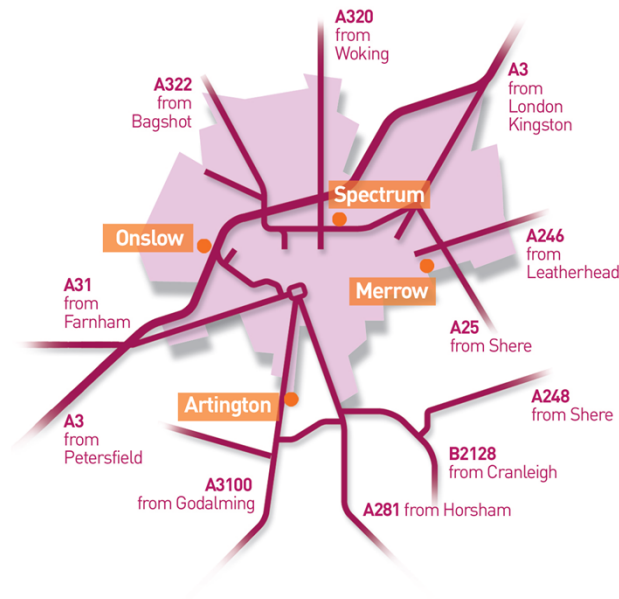 A320
from
Woking
A322
from
Bagshot
A3
from
London
Kingston
Spectrum
Onslow
A246
from
Leatherhead
Merrow
A31
from
Farnham
A25
from Shere
A248
from Shere
Artington
A3
from
Petersfield
B2128
from Cranleigh
A3100
from Godalming
A281 from Horsham